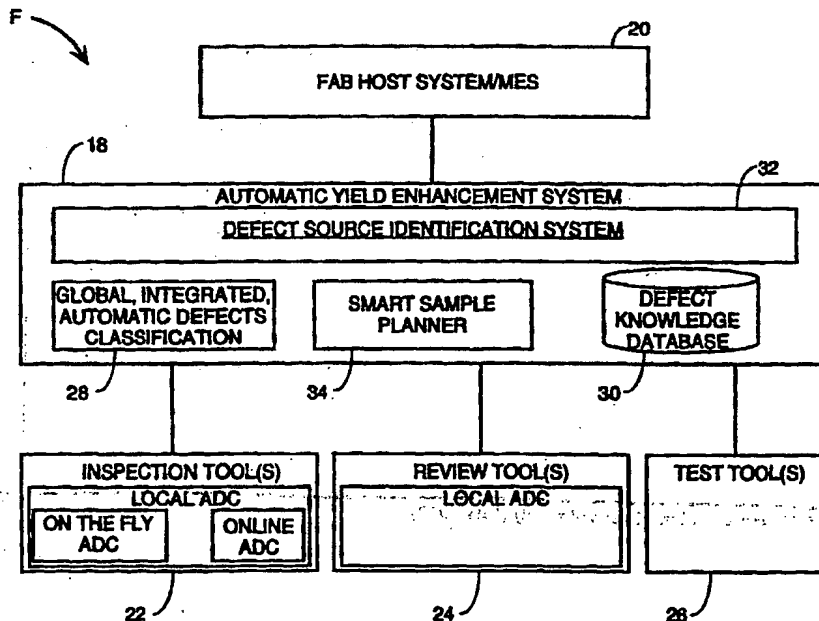 F
20
FAB HOST SYSTEM/MES
18
AUTOMATIC YIELD ENHANCEMENT SYSTEM
32
DEFECT SOURCE IDENTIFICATION SYSTEM
GLOBAL, INTEGRATED,
AUTOMATIC DEFECTS
CLASSIFICATION
SMART SAMPLE
PLANNER
DEFECT
KNOWLEDGE
DATABASE
28
34
30
INSPECTION TOOL(S)
LOCAL ADC
ON THE FLY
ADC
ONLINE
ADC
REVIEW TOOL(S)
LOCAL ADC
TEST TOOL(S)
22
24
26